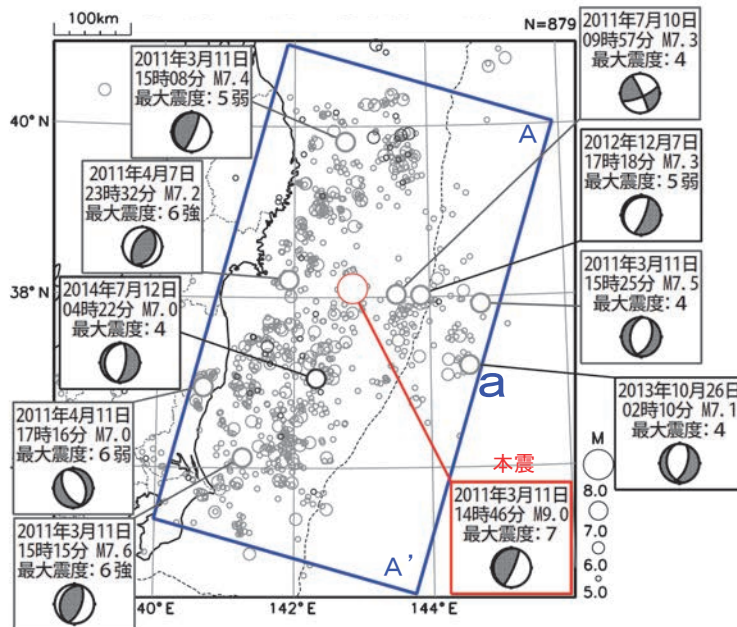 100km
N=879
2011年3月11日
15時08分 M7.4
最大震度:5弱
2011年7月10日
09時57分 M7.3
最大震度:4
40°N
A
2012年12月7日
17時18分 M7.3
最大震度:5弱
2011年4月7日
23時32分 M7.2
最大震度:6強
2011年3月11日
15時25分 M7.5
最大震度:4
38°N
2014年7月12日
04時22分 M7.0
最大震度:4
a
2013年10月26日
02時10分 M7.1
最大震度:4
2011年4月11日
17時16分 M7.0
最大震度:6弱
本震
2011年3月11日
14時46分 M9.0
最大震度:7
M
8.0
7.0
6.0
5.0
2011年3月11日
15時15分 M7.6
最大震度:6強
A'
40°E
142°E
144°E